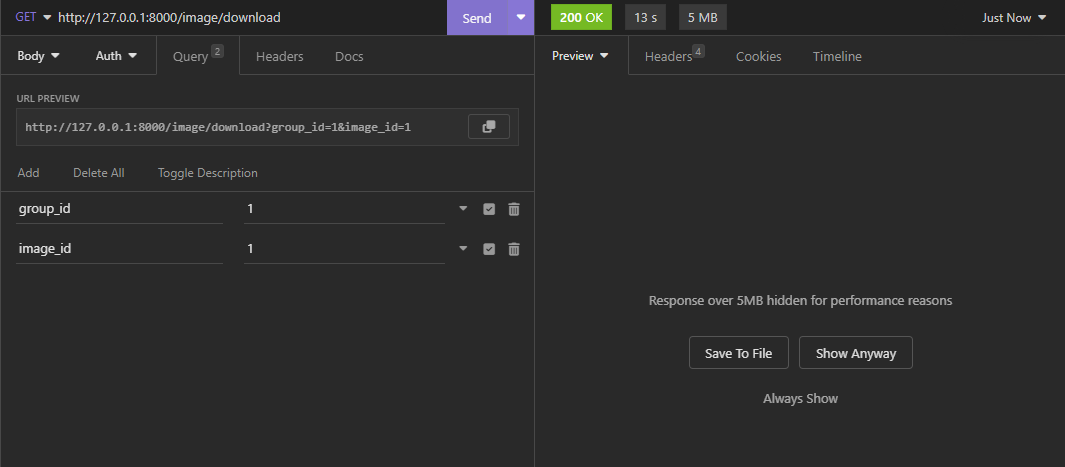 GET http://127.0.0.1:8000/image/download Send 200 OK 13 s 5 MB Just Now
Body Auth Query 2 Headers Docs Preview Headers 4 Cookies Timeline
URL PREVIEW
http://127.0.0.1:8000/image/download?group_id=1&image_id=1
Add Delete All Toggle Description
group_id 1
image_id 1
Response over 5MB hidden for performance reasons
Save To File Show Anyway
Always Show